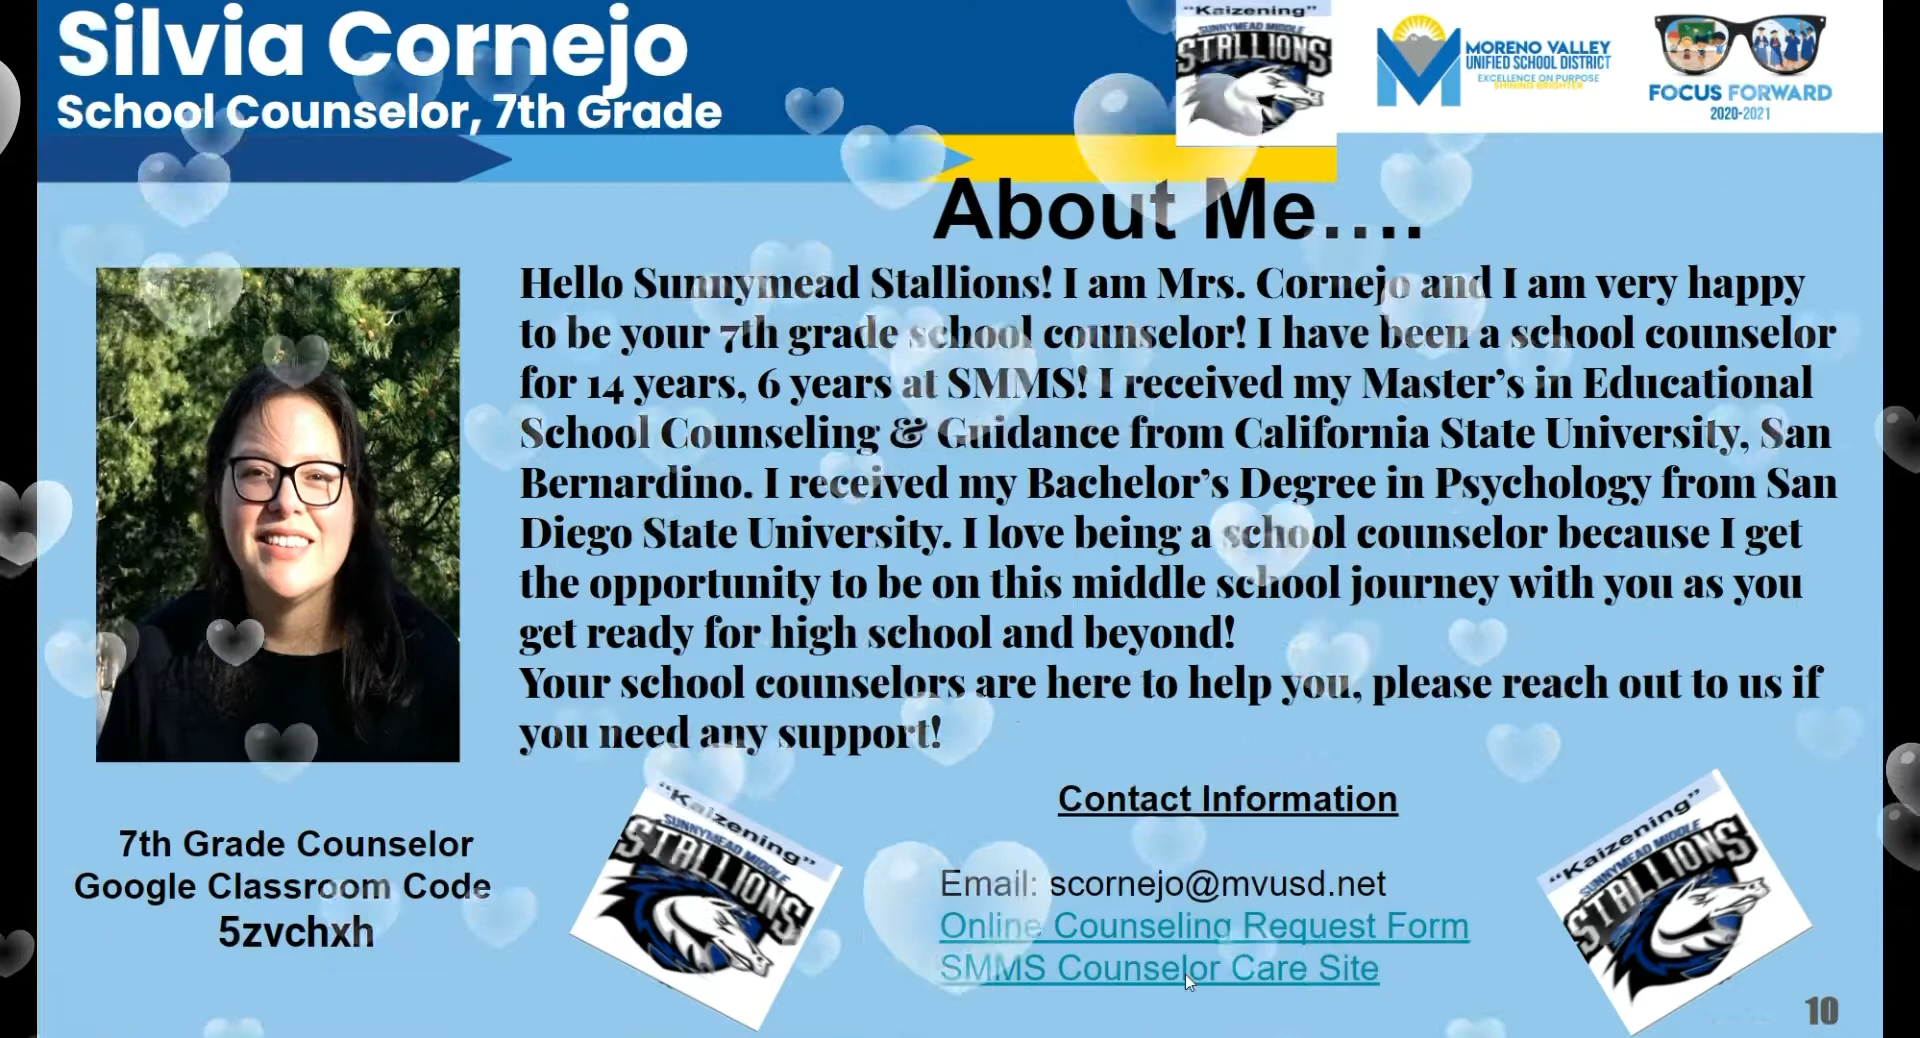 Silvia Cornejo
School Counselor, 7th Grade
"Kaizening"
SUNNYMEAD MIDDLE
STALLIONS
MORENO VALLEY
UNIFIED SCHOOL DISTRICT
EXCELLENCE ON PURPOSE
SHINING BRIGHTER
FOCUS FORWARD
2020-2021
About Me....
Hello Sunnymead Stallions! I am Mrs. Cornejo and I am very happy
to be your 7th grade school counselor! I have been a school counselor
for 14 years, 6 years at SMMS! I received my Master’s in Educational
School Counseling & Guidance from California State University, San
Bernardino. I received my Bachelor’s Degree in Psychology from San
Diego State University. I love being a school counselor because I get
the opportunity to be on this middle school journey with you as you
get ready for high school and beyond!
Your school counselors are here to help you, please reach out to us if
you need any support!
7th Grade Counselor
Google Classroom Code
5zvchxh
"Kaizening"
SUNNYMEAD MIDDLE
STALLIONS
Contact Information
Email: scornejo@mvusd.net
Online Counseling Request Form
SMMS Counselor Care Site
"Kaizening"
SUNNYMEAD MIDDLE
STALLIONS
10